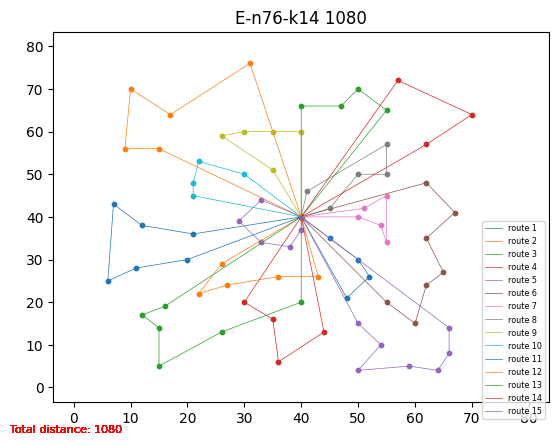 E-n76-k14 1080
80
70
60
50
40
30
20
10
0
route 1
route 2
route 3
route 4
route 5
route 6
route 7
route 8
route 9
route 10
route 11
route 12
route 13
route 14
route 15
0 10 20 30 40 50 60 70 80
Total distance: 1080